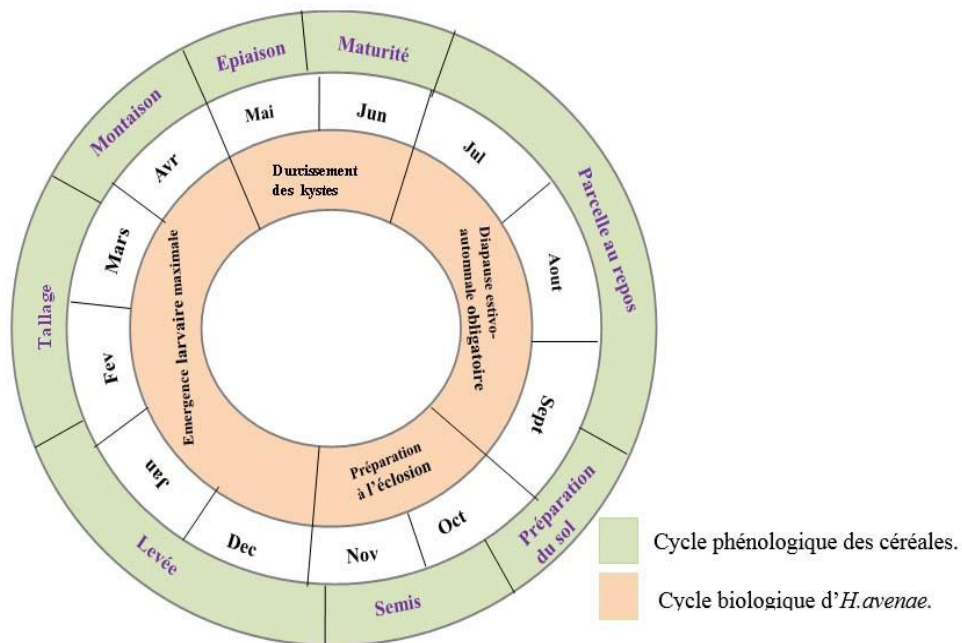 Epiaison
Maturité
Parcelle au repos
Préparation
du sol
Semis
Levée
Tallage
Montaison
Mai
Jun
Jul
Aout
Sept
Oct
Nov
Dec
Jan
Fev
Mars
Avr
Durcissement
des kystes
Diapause estivo-
automnale obligatoire
Préparation
à l'éclosion
Emergence larvaire maximale
Cycle phénologique des céréales.
Cycle biologique d'H.avenae.